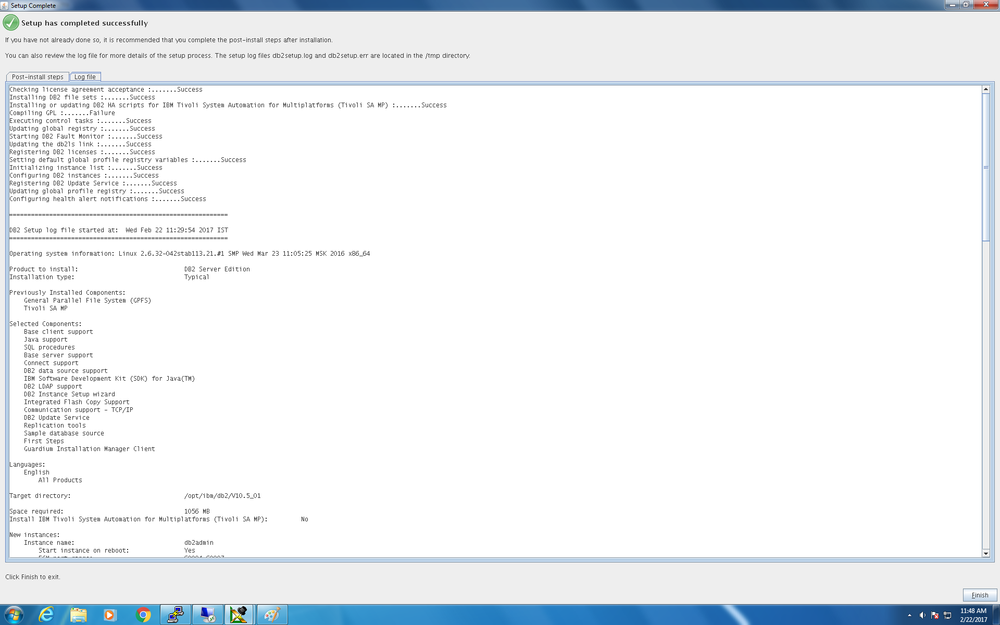 Setup Complete
Setup has completed successfully
If you have not already done so, it is recommended that you complete the post-install steps after installation.
You can also review the log file for more details of the setup process. The setup log files db2setup.log and db2setup.err are located in the /tmp directory.
Post-install steps
Log file
Checking license agreement acceptance :.......Success
Installing DB2 file sets :.......Success
Installing or updating DB2 HA scripts for IBM Tivoli System Automation for Multiplatforms (Tivoli SA MP) :.......Success
Compiling GPL :.......Failure
Executing control tasks :.......Success
Updating global registry :.......Success
Starting DB2 Fault Monitor :.......Success
Updating the db2ls link :.......Success
Registering DB2 licenses :.......Success
Setting default global profile registry variables :.......Success
Initializing instance list :.......Success
Configuring DB2 instances :.......Success
Registering DB2 Update Service :.......Success
Updating global profile registry :.......Success
Configuring health alert notifications :.......Success
============================================================
DB2 Setup log file started at:  Wed Feb 22 11:29:54 2017 IST
============================================================
Operating system information: Linux 2.6.32-042stab113.21.#1 SMP Wed Mar 23 11:05:25 MSK 2016 x86_64
Product to install: DB2 Server Edition
Installation type: Typical
Previously Installed Components:
General Parallel File System (GPFS)
Tivoli SA MP
Selected Components:
Base client support
Java support
SQL procedures
Base server support
Connect support
DB2 data source support
IBM Software Development Kit (SDK) for Java(TM)
DB2 LDAP support
DB2 Instance Setup wizard
Integrated Flash Copy Support
Communication support - TCP/IP
DB2 Update Service
Replication tools
Sample database source
First Steps
Guardium Installation Manager Client
Languages:
English
All Products
Target directory: /opt/ibm/db2/V10.5_01
Space required: 1056 MB
Install IBM Tivoli System Automation for Multiplatforms (Tivoli SA MP): No
New instances:
Instance name: db2admin
Start instance on reboot: Yes
Click Finish to exit.
Finish
11:48 AM
2/22/2017